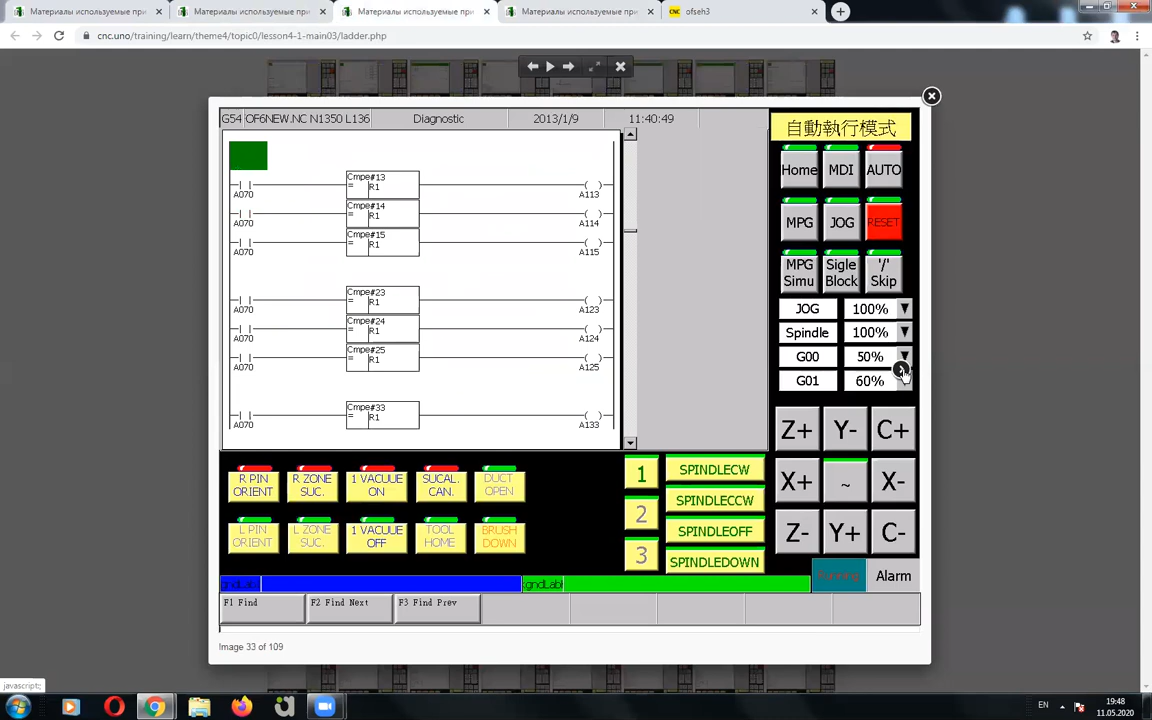 Материалы используемые при
Материалы используемые при
Материалы используемые при
Материалы используемые при
CNC ofseh3
cnc.uno/training/learn/theme4/topic0/lesson4-1-main03/ladder.php
G54 OF6NEW.NC N1350 L136 Diagnostic 2013/1/9 11:40:49
自動執行模式
Home MDI AUTO
MPG JOG RESET
MPG Simu Sigle Block '/' Skip
JOG 100%
Spindle 100%
G00 50%
G01 60%
Z+ Y- C+
X+ ~ X-
Z- Y+ C-
Alarm
Cmpe#13
= R1
A070 A113
Cmpe#14
= R1
A070 A114
Cmpe#15
= R1
A070 A115
Cmpe#23
= R1
A070 A123
Cmpe#24
= R1
A070 A124
Cmpe#25
= R1
A070 A125
Cmpe#33
= R1
A070 A133
R PIN ORIENT
R ZONE SUC.
1 VACUUE ON
SUCAL. CAN.
DUCT OPEN
L PIN ORIENT
L ZONE SUC.
1 VACUUE OFF
TOOL HOME
BRUSH DOWN
1 SPINDLECW
2 SPINDLECCW
SPINDLEOFF
3 SPINDLEDOWN
F1 Find F2 Find Next F3 Find Prev
Image 33 of 109
javascript:;
EN
19:48
11.05.2020